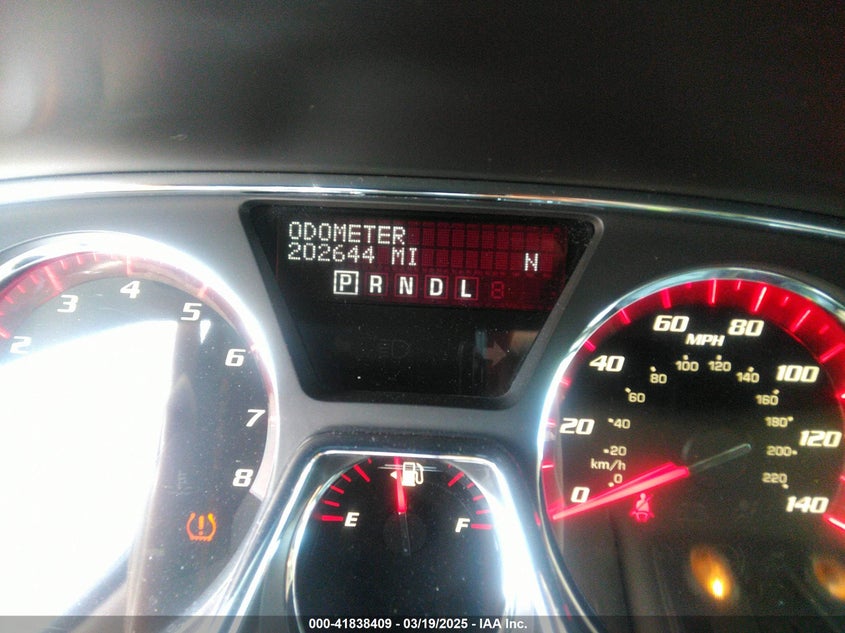 ODOMETER
202644 MI
N
P R N D L
2 3 4 5 6 7 8
E F
0 20 40 60 80 100 120 140
MPH
0 20 40 60 80 100 120 140 160 180 200 220
km/h
000-41838409 - 03/19/2025 - IAA Inc.